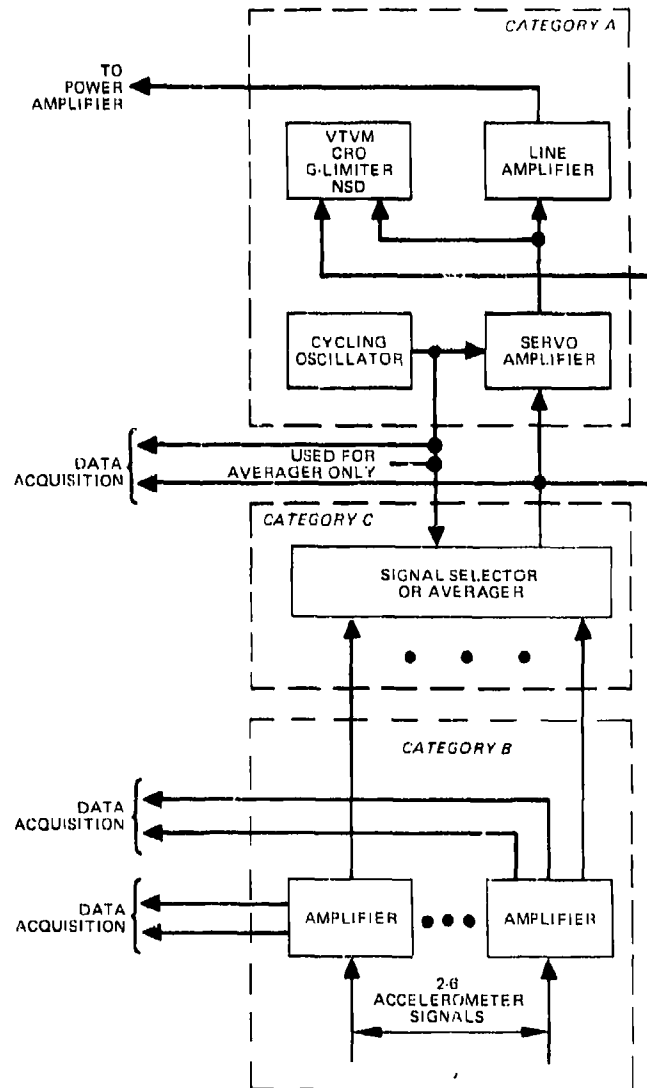 CATEGORY A
TO
POWER
AMPLIFIER
VTVM
CRO
G-LIMITER
NSD
LINE
AMPLIFIER
CYCLING
OSCILLATOR
SERVO
AMPLIFIER
DATA
ACQUISITION
USED FOR
AVERAGER ONLY
CATEGORY C
SIGNAL SELECTOR
OR AVERAGER
CATEGORY B
DATA
ACQUISITION
DATA
ACQUISITION
AMPLIFIER
AMPLIFIER
2-6
ACCELEROMETER
SIGNALS